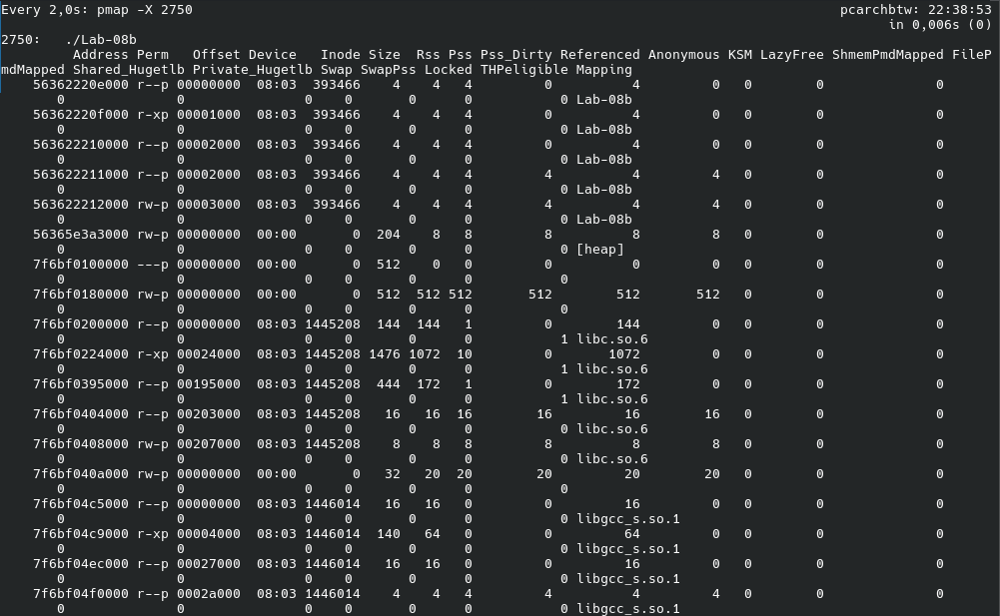 Every 2,0s: pmap -X 2750 pcarchbtw: 22:38:53
in 0,006s (0)
2750: ./Lab-08b
Address Perm Offset Device Inode Size Rss Pss Pss_Dirty Referenced Anonymous KSM LazyFree ShmemPmdMapped FileP
mdMapped Shared_Hugetlb Private_Hugetlb Swap SwapPss Locked THPeligible Mapping
56362220e000 r--p 00000000 08:03 393466 4 4 4 0 4 0 0 0 0
0 0 0 0 0 0 0 Lab-08b
56362220f000 r-xp 00001000 08:03 393466 4 4 4 0 4 0 0 0 0
0 0 0 0 0 0 0 Lab-08b
563622210000 r--p 00002000 08:03 393466 4 4 4 0 4 0 0 0 0
0 0 0 0 0 0 0 Lab-08b
563622211000 r--p 00002000 08:03 393466 4 4 4 4 4 4 0 0 0
0 0 0 0 0 0 0 Lab-08b
563622212000 rw-p 00003000 08:03 393466 4 4 4 4 4 4 0 0 0
0 0 0 0 0 0 0 Lab-08b
56365e3a3000 rw-p 00000000 00:00 0 204 8 8 8 8 8 0 0 0
0 0 0 0 0 0 0 [heap]
7f6bf0100000 ---p 00000000 00:00 0 512 0 0 0 0 0 0 0 0
0 0 0 0 0 0 0
7f6bf0180000 rw-p 00000000 00:00 0 512 512 512 512 512 512 0 0 0
0 0 0 0 0 0 0
7f6bf0200000 r--p 00000000 08:03 1445208 144 144 1 0 144 0 0 0 0
0 0 0 0 0 0 1 libc.so.6
7f6bf0224000 r-xp 00024000 08:03 1445208 1476 1072 10 0 1072 0 0 0 0
0 0 0 0 0 0 1 libc.so.6
7f6bf0395000 r--p 00195000 08:03 1445208 444 172 1 0 172 0 0 0 0
0 0 0 0 0 0 1 libc.so.6
7f6bf0404000 r--p 00203000 08:03 1445208 16 16 16 16 16 16 0 0 0
0 0 0 0 0 0 0 libc.so.6
7f6bf0408000 rw-p 00207000 08:03 1445208 8 8 8 8 8 8 0 0 0
0 0 0 0 0 0 0 libc.so.6
7f6bf040a000 rw-p 00000000 00:00 0 32 20 20 20 20 20 0 0 0
0 0 0 0 0 0 0
7f6bf04c5000 r--p 00000000 08:03 1446014 16 16 0 0 16 0 0 0 0
0 0 0 0 0 0 0 libgcc_s.so.1
7f6bf04c9000 r-xp 00004000 08:03 1446014 140 64 0 0 64 0 0 0 0
0 0 0 0 0 0 0 libgcc_s.so.1
7f6bf04ec000 r--p 00027000 08:03 1446014 16 16 0 0 16 0 0 0 0
0 0 0 0 0 0 0 libgcc_s.so.1
7f6bf04f0000 r--p 0002a000 08:03 1446014 4 4 4 4 4 4 0 0 0
0 0 0 0 0 0 0 libgcc_s.so.1